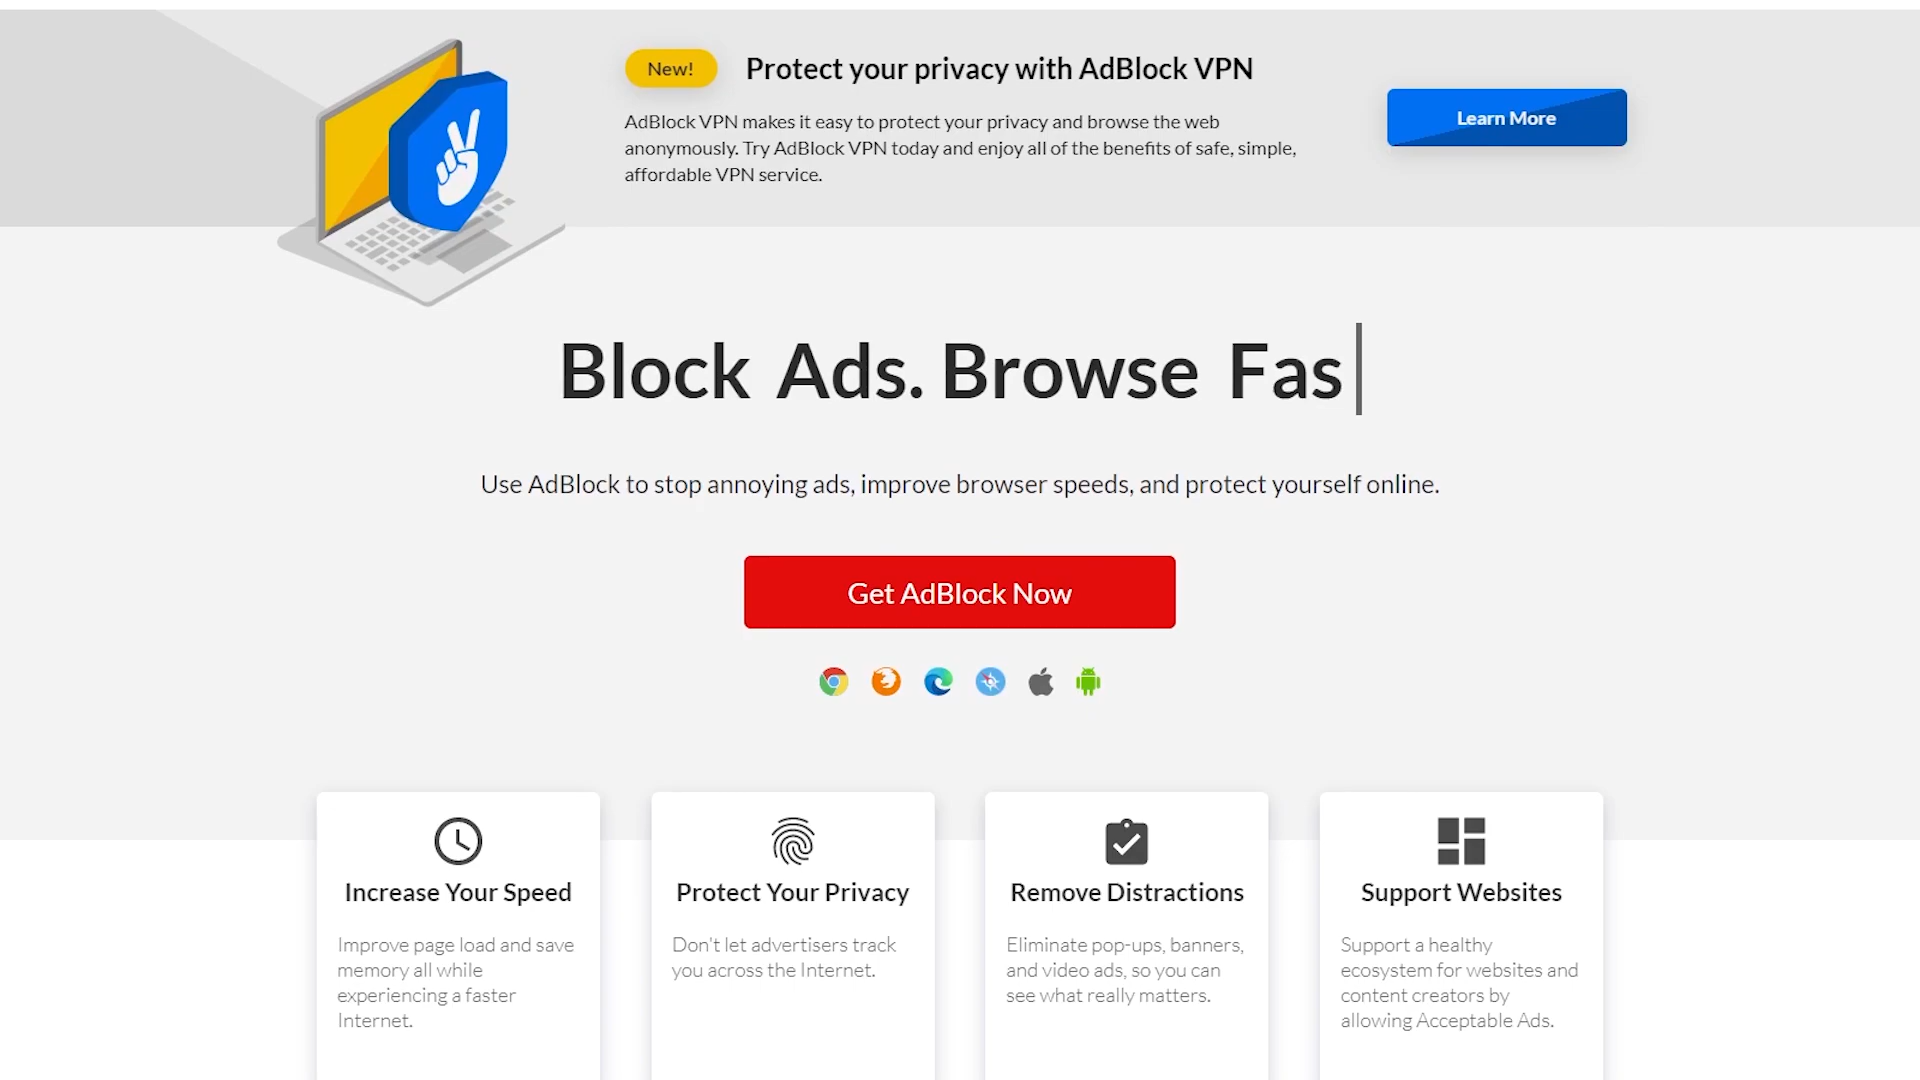 New!
Protect your privacy with AdBlock VPN
AdBlock VPN makes it easy to protect your privacy and browse the web
anonymously. Try AdBlock VPN today and enjoy all of the benefits of safe, simple,
affordable VPN service.
Learn More
Block Ads. Browse Fas
Use AdBlock to stop annoying ads, improve browser speeds, and protect yourself online.
Get AdBlock Now
Increase Your Speed
Improve page load and save
memory all while
experiencing a faster
Internet.
Protect Your Privacy
Don't let advertisers track
you across the Internet.
Remove Distractions
Eliminate pop-ups, banners,
and video ads, so you can
see what really matters.
Support Websites
Support a healthy
ecosystem for websites and
content creators by
allowing Acceptable Ads.